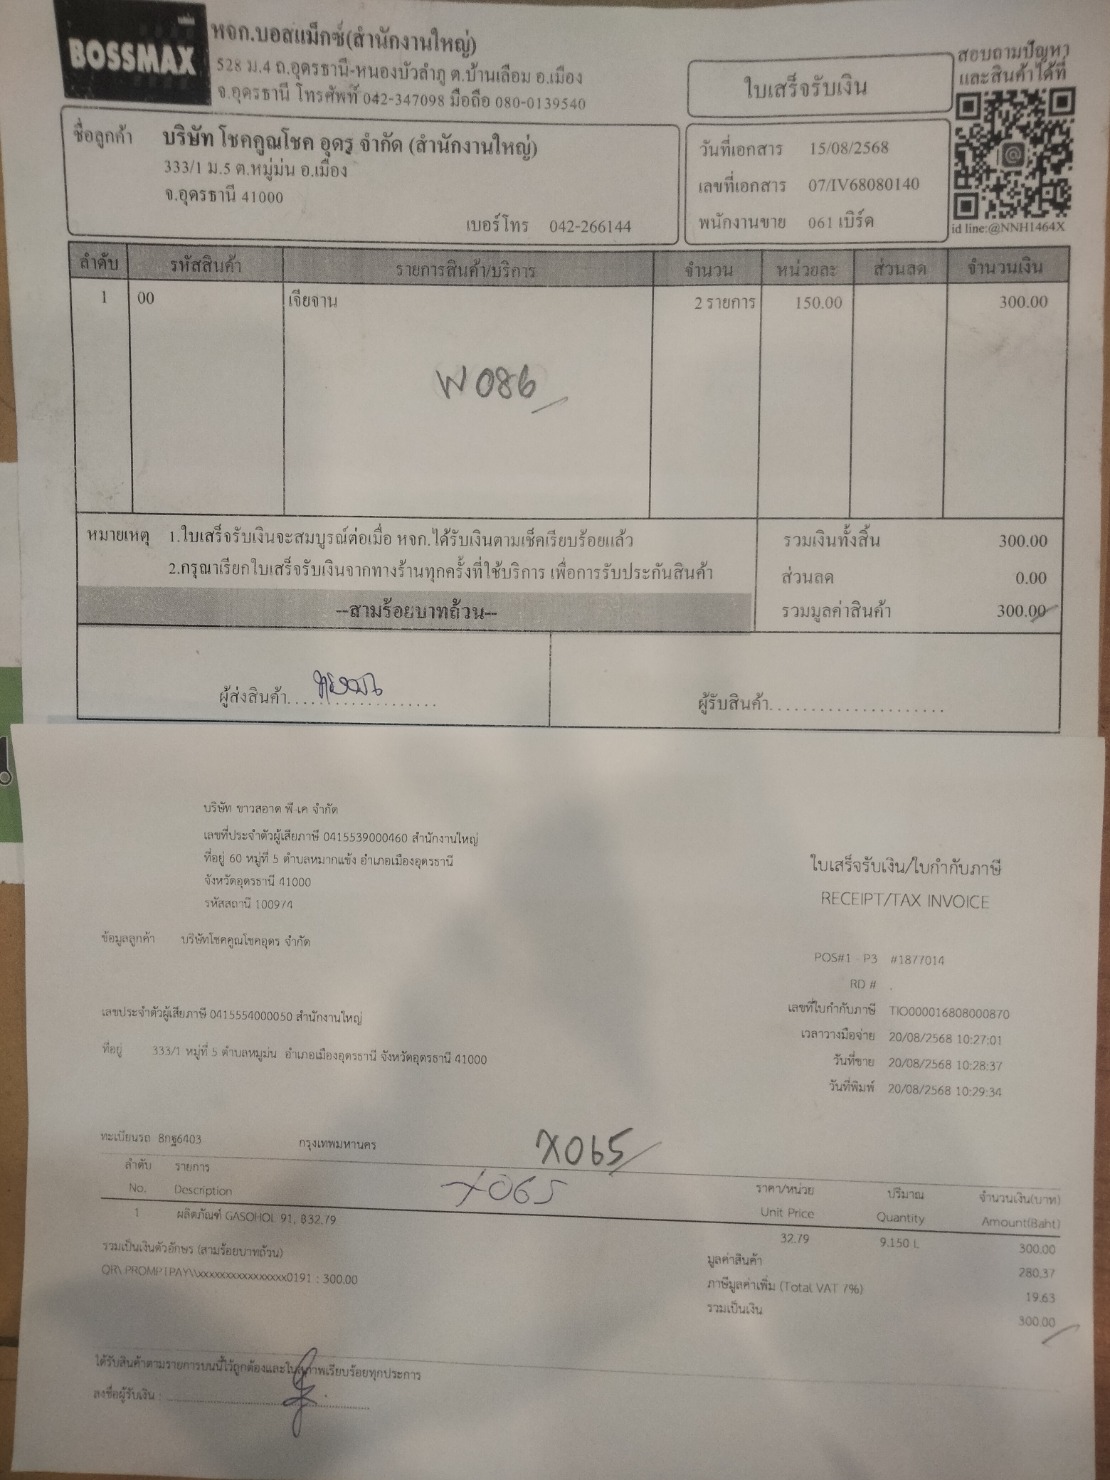 BOSSMAX
หจก.บอสแม็กซ์(สำนักงานใหญ่)
528 ม.4 ถ.อุดรธานี-หนองบัวลำภู ต.บ้านเลื่อม อ.เมือง
จ.อุดรธานี โทรศัพท์ 042-347098 มือถือ 080-0139540
ใบเสร็จรับเงิน
สอบถามปัญหา
และสินค้าได้ที่
id line:@NNH1464X
ชื่อลูกค้า บริษัท โชคคูณโชค อุดร จำกัด (สำนักงานใหญ่)
333/1 ม.5 ต.หมู่ม่น อ.เมือง
จ.อุดรธานี 41000
เบอร์โทร 042-266144
วันที่เอกสาร 15/08/2568
เลขที่เอกสาร 07/IV68080140
พนักงานขาย 061 เบิร์ด
ลำดับ รหัสสินค้า รายการสินค้า/บริการ จำนวน หน่วยละ ส่วนลด จำนวนเงิน
1 00 เจียจาน 2 รายการ 150.00 300.00
W086
หมายเหตุ 1.ใบเสร็จรับเงินจะสมบูรณ์ต่อเมื่อ หจก.ได้รับเงินตามเช็คเรียบร้อยแล้ว
2.กรุณาเรียกใบเสร็จรับเงินจากทางร้านทุกครั้งที่ใช้บริการ เพื่อการรับประกันสินค้า
--สามร้อยบาทถ้วน--
รวมเงินทั้งสิ้น 300.00
ส่วนลด 0.00
รวมมูลค่าสินค้า 300.00
ผู้ส่งสินค้า
ผู้รับสินค้า
บริษัท ขาวสอาด พี เค จำกัด
เลขที่ประจำตัวผู้เสียภาษี 0415539000460 สำนักงานใหญ่
ที่อยู่ 60 หมู่ที่ 5 ตำบลหมากแข้ง อำเภอเมืองอุดรธานี
จังหวัดอุดรธานี 41000
รหัสสถานี 100974
ใบเสร็จรับเงิน/ใบกำกับภาษี
RECEIPT/TAX INVOICE
ข้อมูลลูกค้า บริษัทโชคคูณโชคอุดร จำกัด
POS#1 - P3 #1877014
RD # .
เลขประจำตัวผู้เสียภาษี 0415554000050 สำนักงานใหญ่
เลขที่ใบกำกับภาษี TIO000016808000870
เวลาวางมือจ่าย 20/08/2568 10:27:01
ที่อยู่ 333/1 หมู่ที่ 5 ตำบลหมูม่น อำเภอเมืองอุดรธานี จังหวัดอุดรธานี 41000
วันที่ขาย 20/08/2568 10:28:37
วันที่พิมพ์ 20/08/2568 10:29:34
ทะเบียนรถ 8กฐ6403 กรุงเทพมหานคร
X065
X065
ลำดับ รายการ ราคา/หน่วย ปริมาณ จำนวนเงิน(บาท)
No. Description Unit Price Quantity Amount(Baht)
1 ผลิตภัณฑ์ GASOHOL 91, ฿32.79 32.79 9.150 L 300.00
รวมเป็นเงินตัวอักษร (สามร้อยบาทถ้วน)
มูลค่าสินค้า 280.37
QR\ PROMPTPAY\\xxxxxxxxxxxxxxxx0191 : 300.00
ภาษีมูลค่าเพิ่ม (Total VAT 7%) 19.63
รวมเป็นเงิน 300.00
ได้รับสินค้าตามรายการบนนี้ไว้ถูกต้องและในสภาพเรียบร้อยทุกประการ
ลงชื่อผู้รับเงิน :